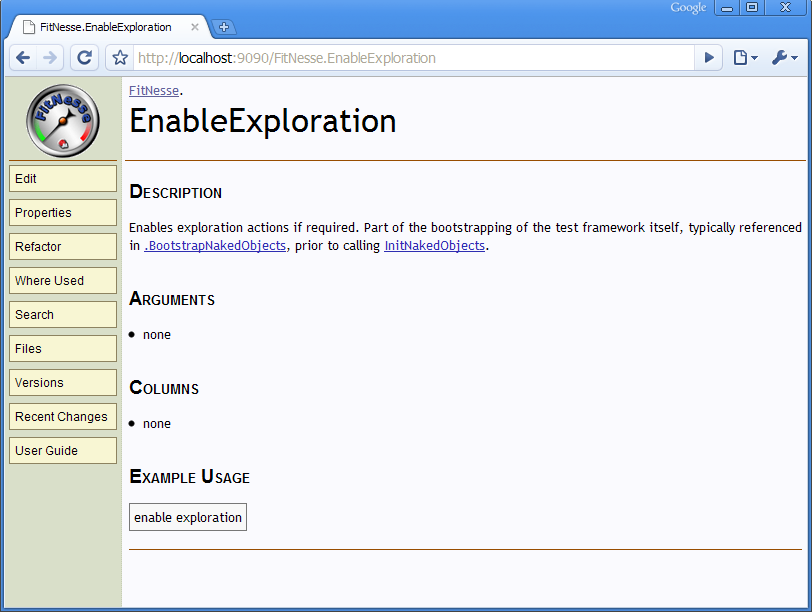 Google
FitNesse.EnableExploration
http://localhost:9090/FitNesse.EnableExploration
FitNesse
FitNesse.
EnableExploration
Edit
Properties
Refactor
Where Used
Search
Files
Versions
Recent Changes
User Guide
DESCRIPTION
Enables exploration actions if required. Part of the bootstrapping of the test framework itself, typically referenced
in .BootstrapNakedObjects, prior to calling InitNakedObjects.
ARGUMENTS
none
COLUMNS
none
EXAMPLE USAGE
enable exploration